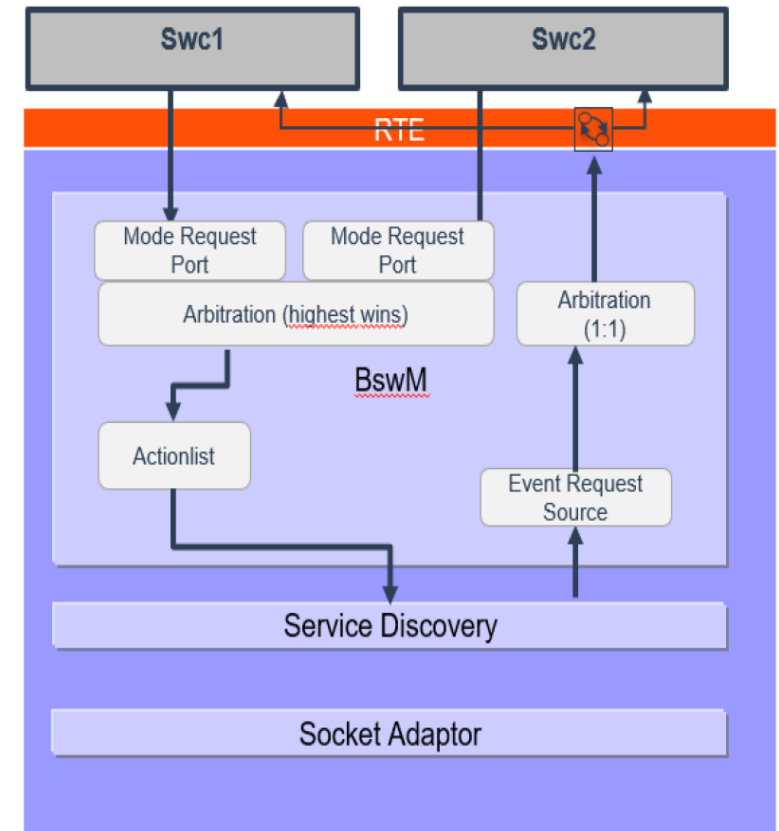 Swc1
Swc2
RTE
Mode Request
Port
Mode Request
Port
Arbitration (highest wins)
Arbitration
(1:1)
BswM
Actionlist
Event Request
Source
Service Discovery
Socket Adaptor